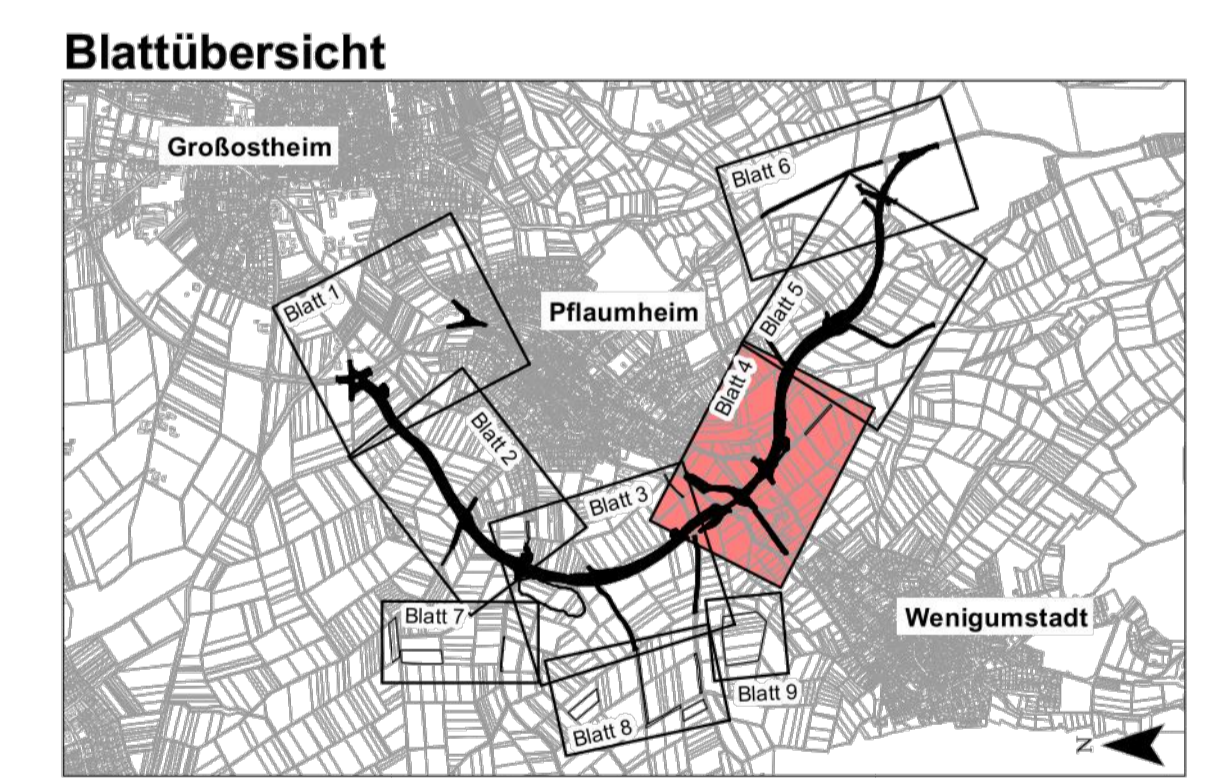 Blattübersicht
Großostheim
Blatt 6
Blatt 1
Blatt 5
Pflaumheim
Blatt 4
Blatt 2
Blatt 3
Blatt 7
Wenigumstadt
Blatt 9
Blatt 8
N